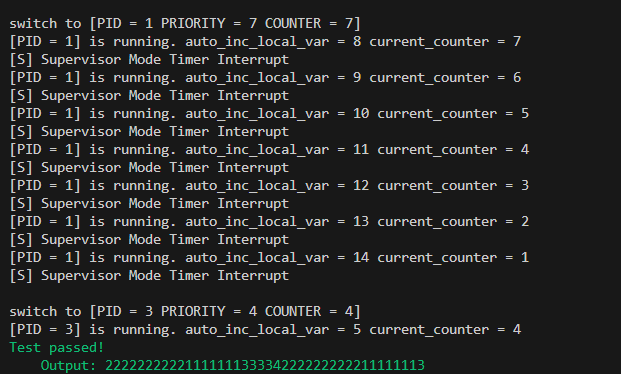 switch to [PID = 1 PRIORITY = 7 COUNTER = 7]
[PID = 1] is running. auto_inc_local_var = 8 current_counter = 7
[S] Supervisor Mode Timer Interrupt
[PID = 1] is running. auto_inc_local_var = 9 current_counter = 6
[S] Supervisor Mode Timer Interrupt
[PID = 1] is running. auto_inc_local_var = 10 current_counter = 5
[S] Supervisor Mode Timer Interrupt
[PID = 1] is running. auto_inc_local_var = 11 current_counter = 4
[S] Supervisor Mode Timer Interrupt
[PID = 1] is running. auto_inc_local_var = 12 current_counter = 3
[S] Supervisor Mode Timer Interrupt
[PID = 1] is running. auto_inc_local_var = 13 current_counter = 2
[S] Supervisor Mode Timer Interrupt
[PID = 1] is running. auto_inc_local_var = 14 current_counter = 1
[S] Supervisor Mode Timer Interrupt
switch to [PID = 3 PRIORITY = 4 COUNTER = 4]
[PID = 3] is running. auto_inc_local_var = 5 current_counter = 4
Test passed!
Output: 2222222222111111133334222222222211111113